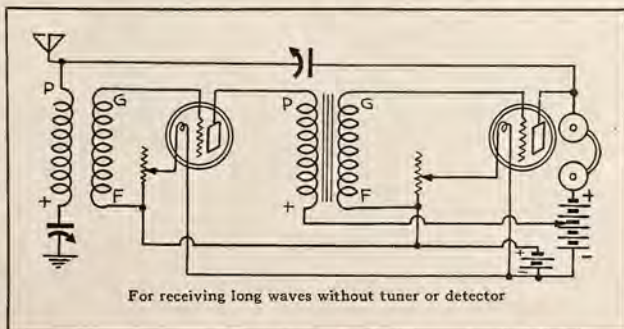 P G
P G
+ F
+ F
+
-
+
-
For receiving long waves without tuner or detector